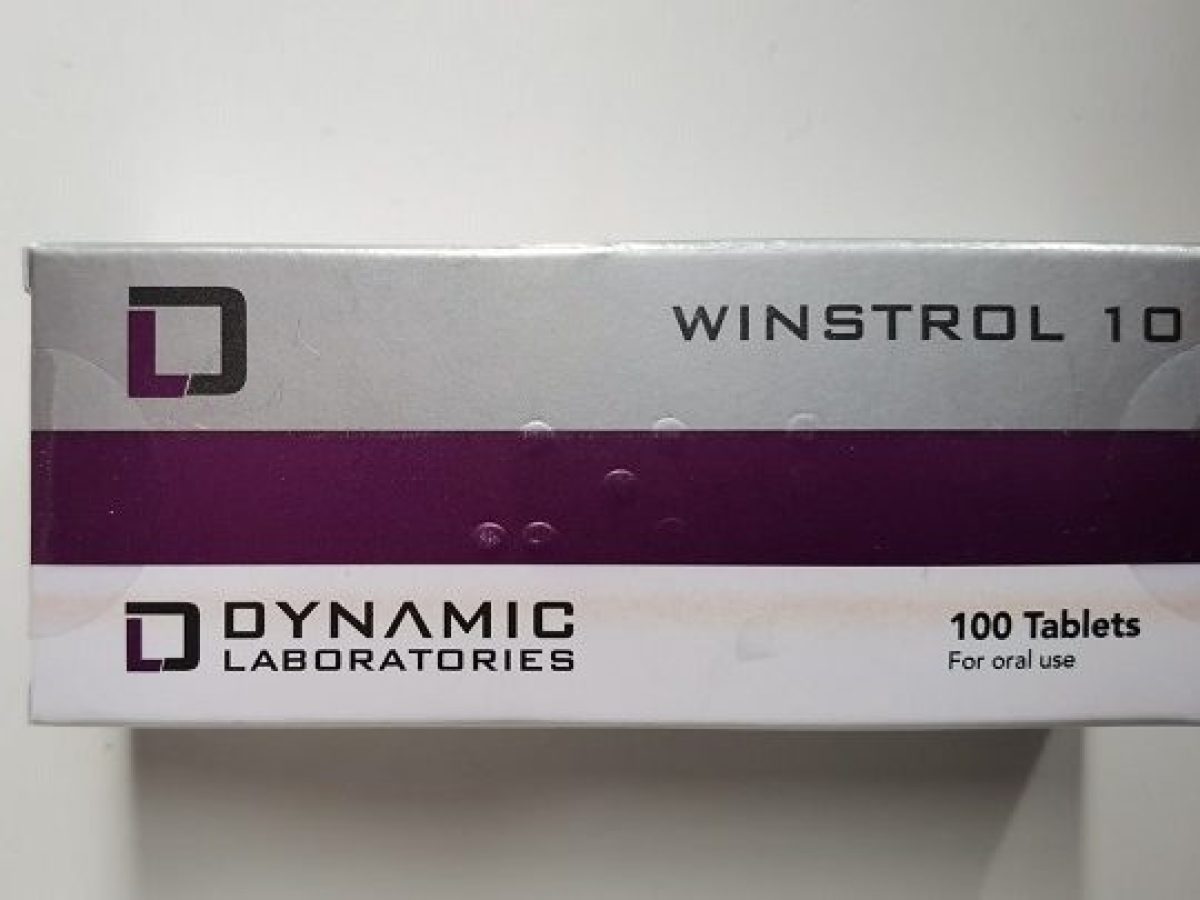 WINSTROL 10
DYNAMIC
LABORATORIES
100 Tablets
For oral use